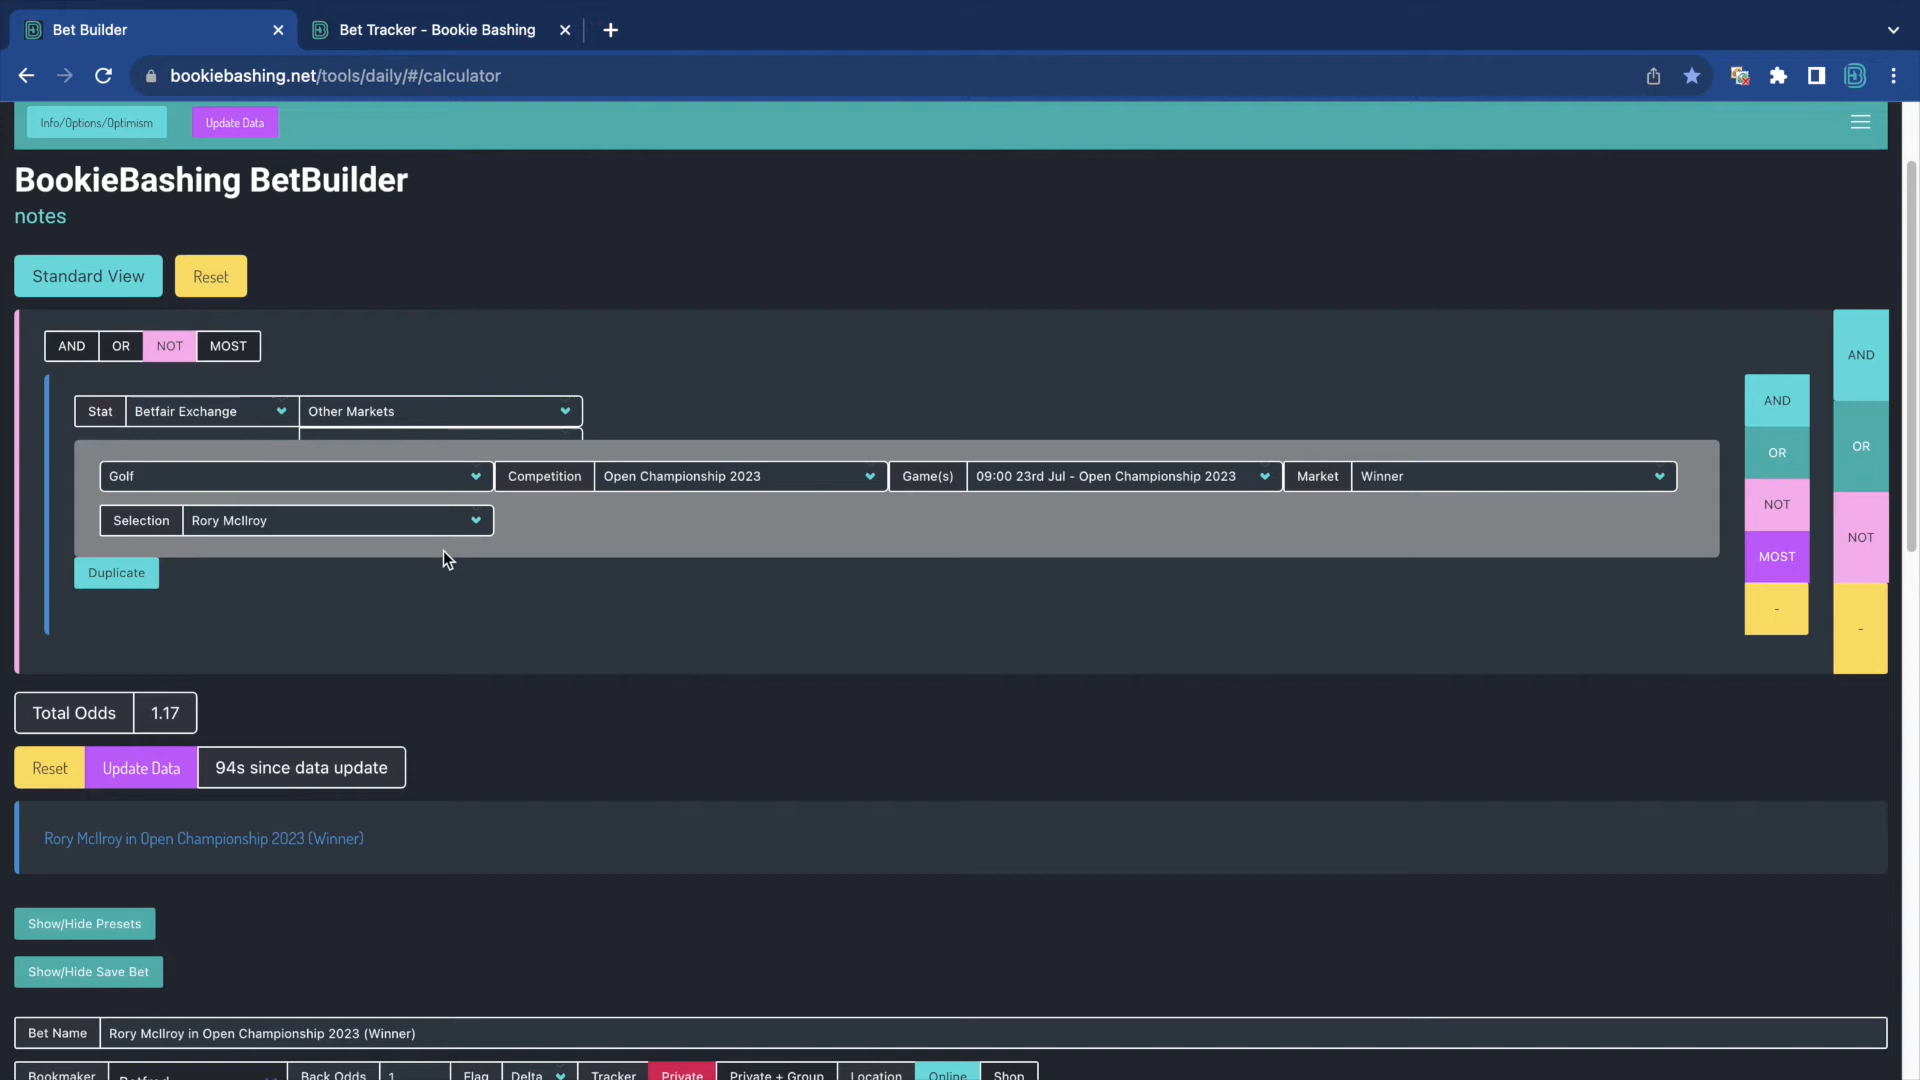 Bet Builder
Bet Tracker - Bookie Bashing
bookiebashing.net/tools/daily/#/calculator
Info/Options/Optimism
Update Data
BookieBashing BetBuilder
notes
Standard View
Reset
AND OR NOT MOST
AND
OR
NOT
-
Stat Betfair Exchange Other Markets
AND
OR
NOT
MOST
-
Golf Competition Open Championship 2023 Game(s) 09:00 23rd Jul - Open Championship 2023 Market Winner
Selection Rory McIlroy
Duplicate
Total Odds 1.17
Reset Update Data 94s since data update
Rory McIlroy in Open Championship 2023 (Winner)
Show/Hide Presets
Show/Hide Save Bet
Bet Name Rory McIlroy in Open Championship 2023 (Winner)
Bookmaker Betfred Back Odds 1 Flag Delta Tracker Private Private + Group Location Online Shop